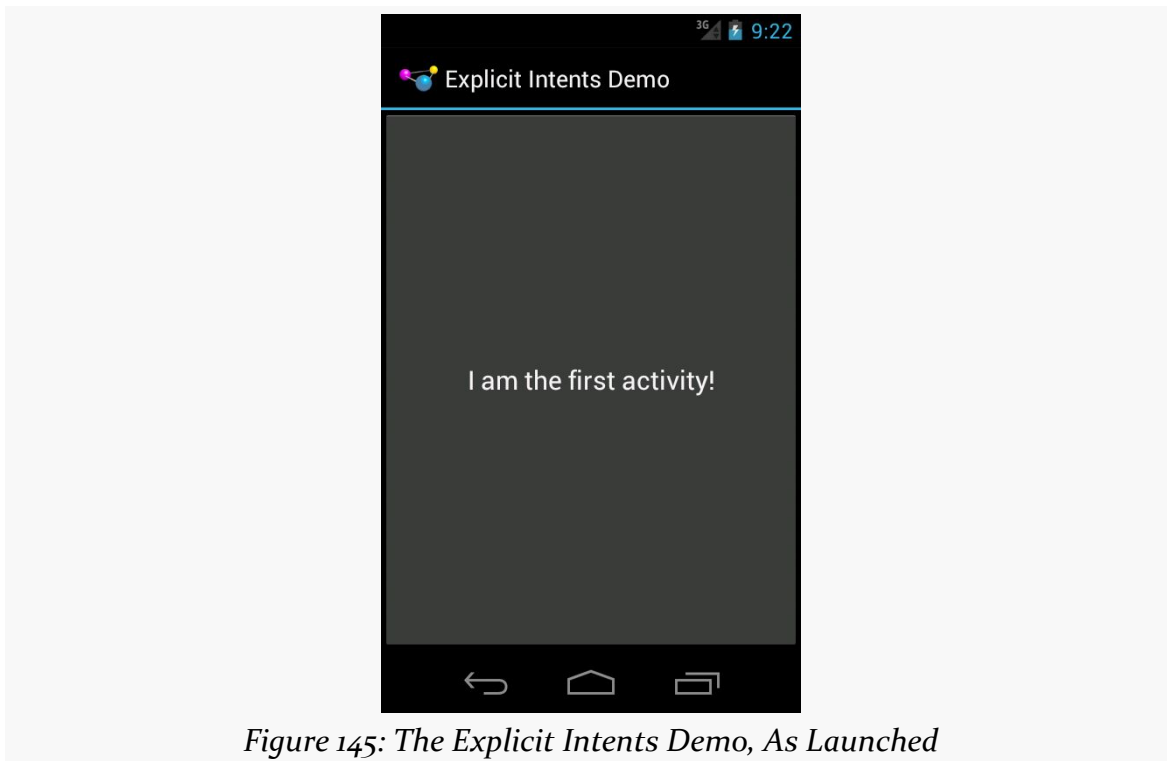 3G 9:22
Explicit Intents Demo
I am the first activity!
Figure 145: The Explicit Intents Demo, As Launched